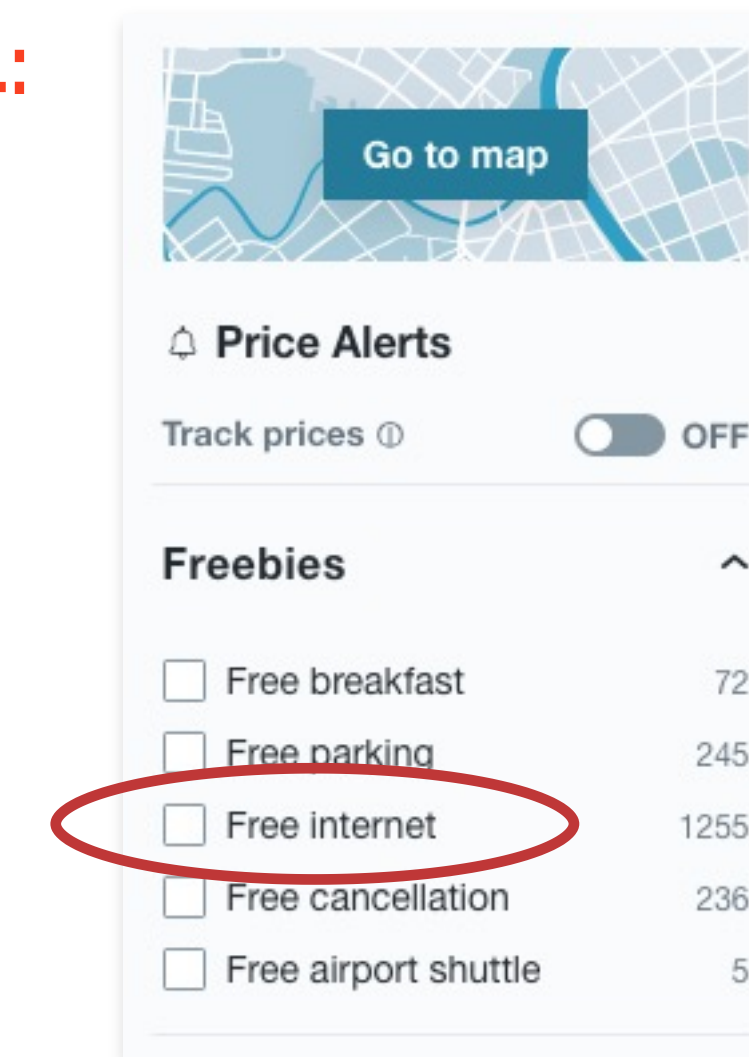 Go to map
Price Alerts
Track prices OFF
Freebies
Free breakfast 72
Free parking 245
Free internet 1255
Free cancellation 236
Free airport shuttle 5